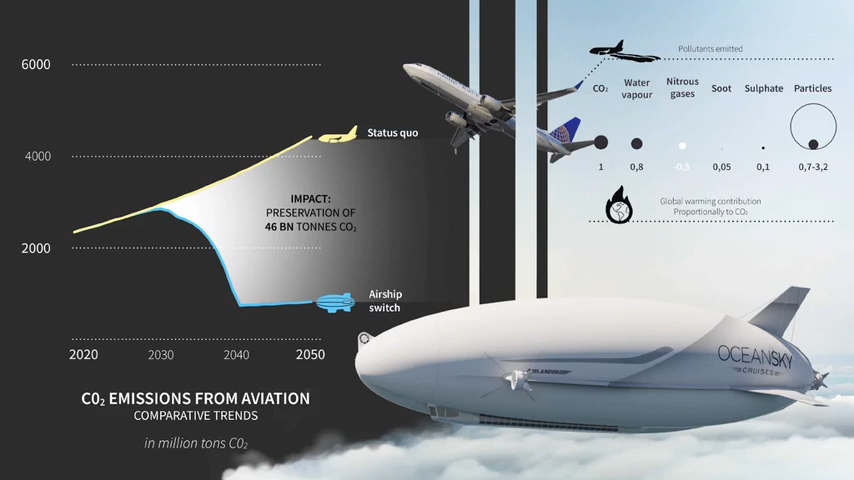 6000
4000
2000
Status quo
IMPACT:
PRESERVATION OF
46 BN TONNES CO₂
Airship
switch
2020 2030 2040 2050
C0₂ EMISSIONS FROM AVIATION
COMPARATIVE TRENDS
in million tons C0₂
Pollutants emitted
CO₂
Water
vapour
Nitrous
gases
Soot
Sulphate
Particles
1 0,8 -0,5 0,05 0,1 0,7-3,2
Global warming contribution
Proportionally to CO₂
OCEANSKY
CRUISES